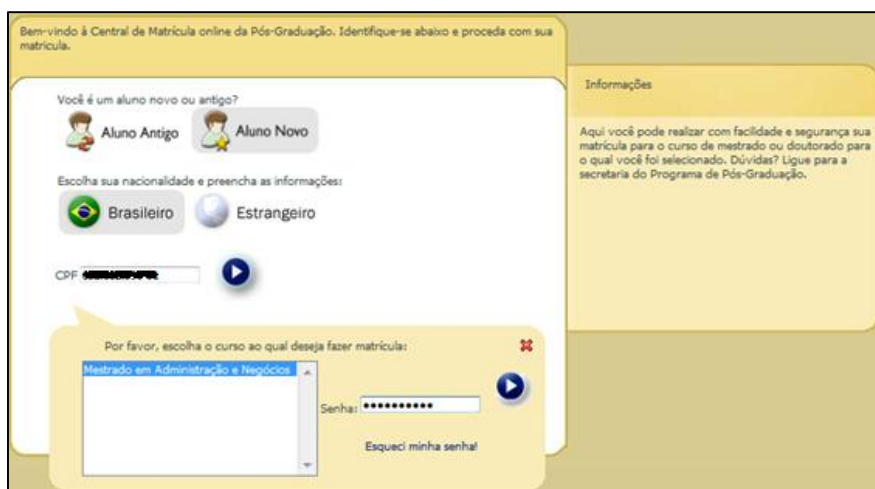 Bem-vindo à Central de Matrícula online da Pós-Graduação. Identifique-se abaixo e proceda com sua
matrícula.
Você é um aluno novo ou antigo?
Aluno Antigo
Aluno Novo
Escolha sua nacionalidade e preencha as informações:
Brasileiro
Estrangeiro
CPF
Por favor, escolha o curso ao qual deseja fazer matrícula:
Mestrado em Administração e Negócios
Senha:
Esqueci minha senha!
Informações
Aqui você pode realizar com facilidade e segurança sua
matrícula para o curso de mestrado ou doutorado para
o qual você foi selecionado. Dúvidas? Ligue para a
secretaria do Programa de Pós-Graduação.